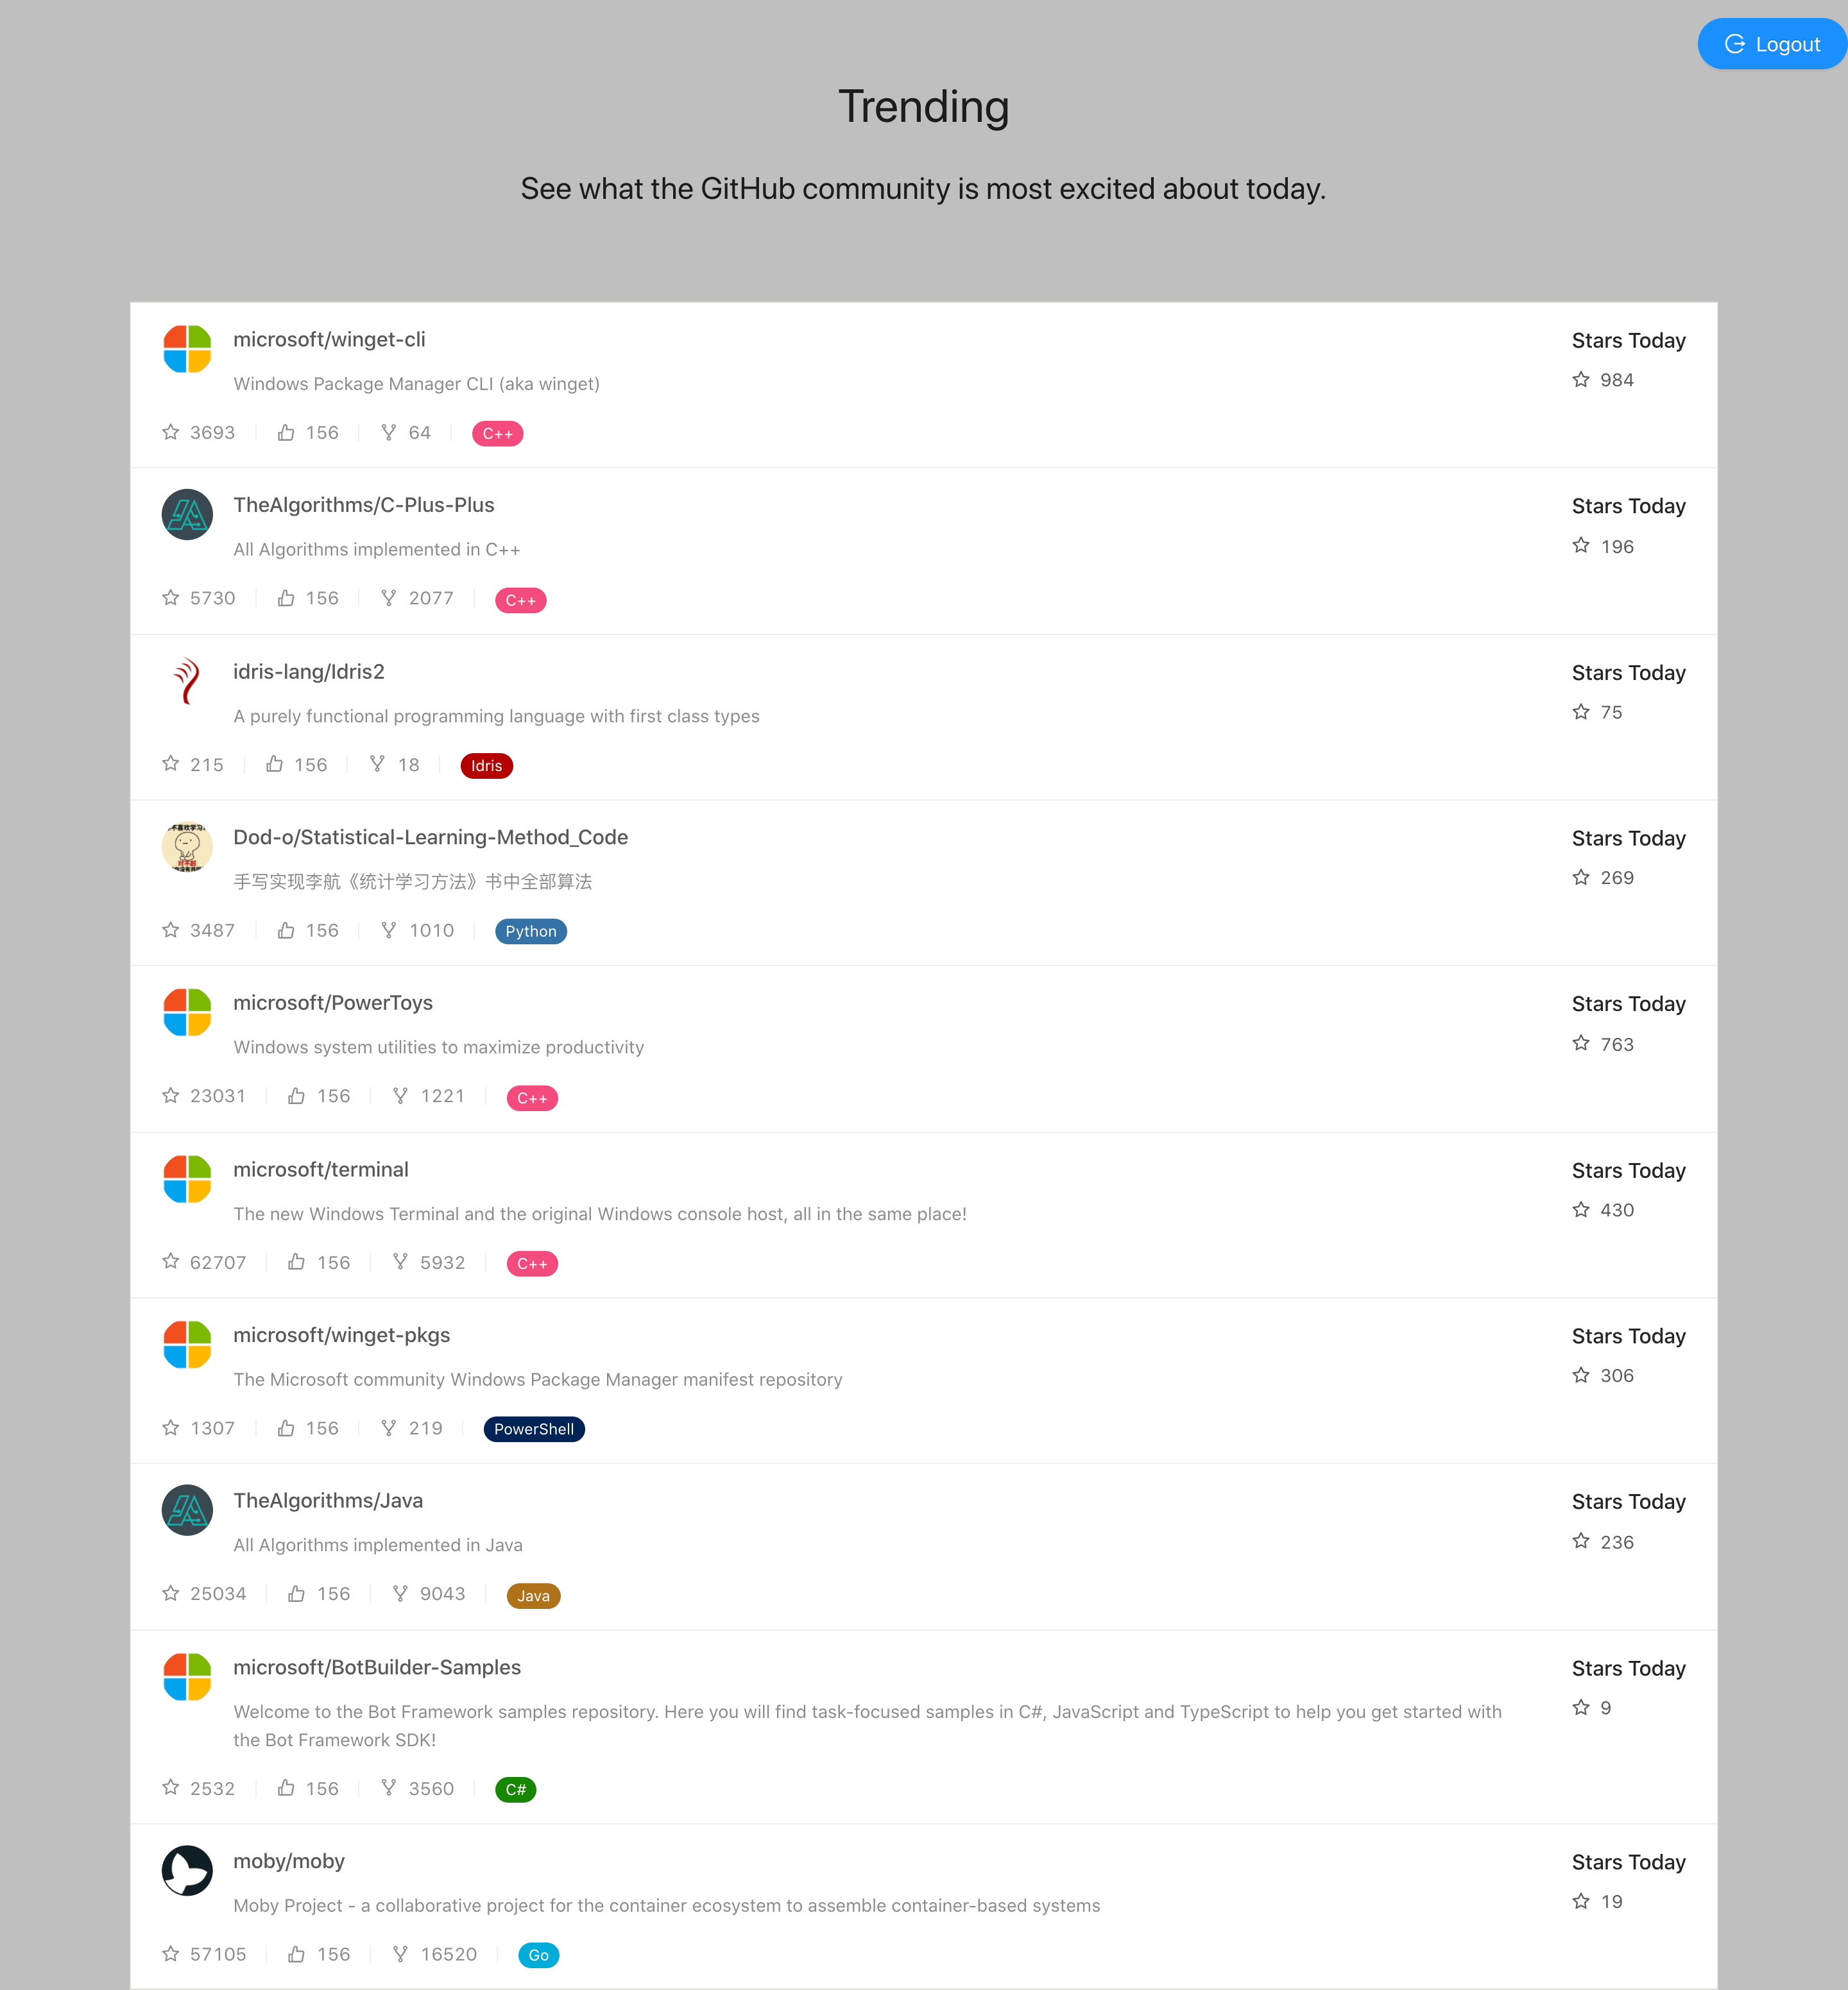 Logout
Trending
See what the GitHub community is most excited about today.
microsoft/winget-cli
Stars Today
Windows Package Manager CLI (aka winget)
984
3693 156 64 C++
TheAlgorithms/C-Plus-Plus
Stars Today
All Algorithms implemented in C++
196
5730 156 2077 C++
idris-lang/Idris2
Stars Today
A purely functional programming language with first class types
75
215 156 18 Idris
Dod-o/Statistical-Learning-Method_Code
Stars Today
手写实现李航《统计学习方法》书中全部算法
269
3487 156 1010 Python
microsoft/PowerToys
Stars Today
Windows system utilities to maximize productivity
763
23031 156 1221 C++
microsoft/terminal
Stars Today
The new Windows Terminal and the original Windows console host, all in the same place!
430
62707 156 5932 C++
microsoft/winget-pkgs
Stars Today
The Microsoft community Windows Package Manager manifest repository
306
1307 156 219 PowerShell
TheAlgorithms/Java
Stars Today
All Algorithms implemented in Java
236
25034 156 9043 Java
microsoft/BotBuilder-Samples
Stars Today
Welcome to the Bot Framework samples repository. Here you will find task-focused samples in C#, JavaScript and TypeScript to help you get started with
the Bot Framework SDK!
9
2532 156 3560 C#
moby/moby
Stars Today
Moby Project - a collaborative project for the container ecosystem to assemble container-based systems
19
57105 156 16520 Go